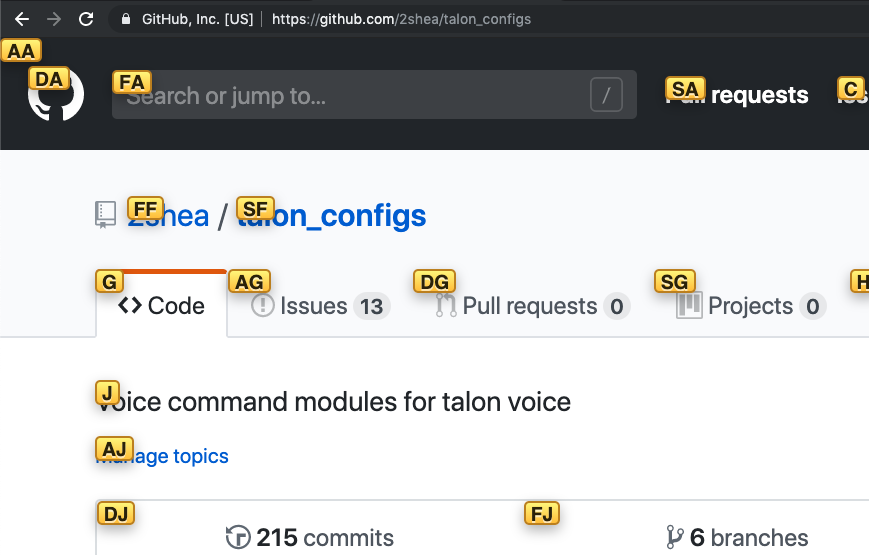 GitHub, Inc. [US] | https://github.com/2shea/talon_configs
AA
DA FA SA C
Search or jump to... / Pull requests
FF SF
2shea / talon_configs
G AG DG SG H
<> Code Issues 13 Pull requests 0 Projects 0
J
Voice command modules for talon voice
AJ
Manage topics
DJ FJ
215 commits 6 branches